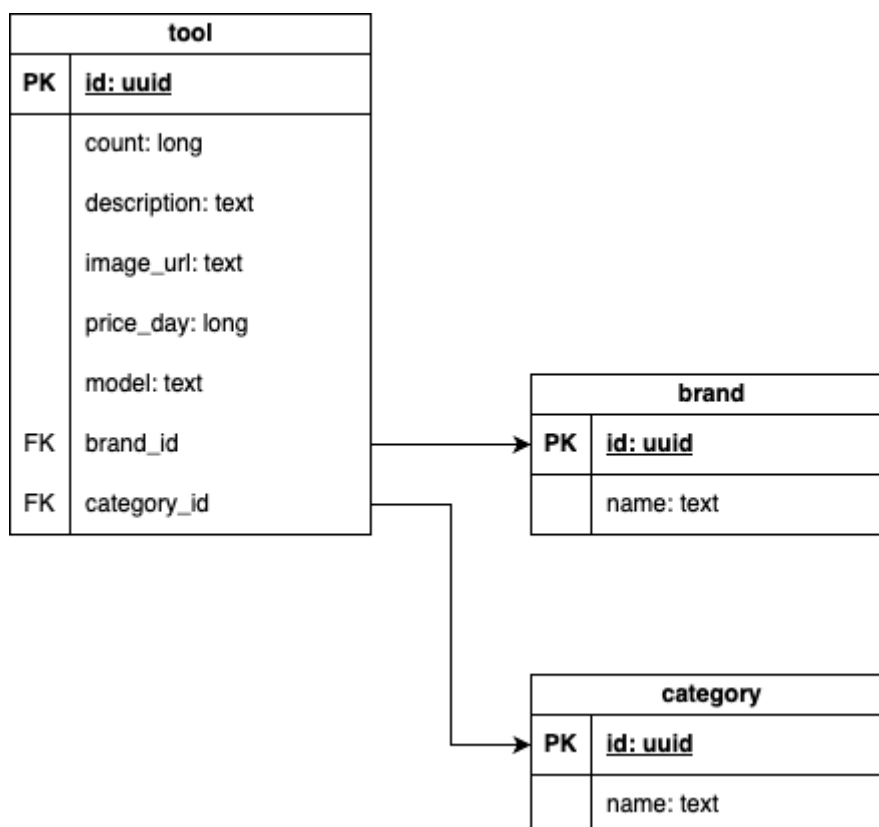 tool
PK id: uuid
count: long
description: text
image_url: text
price_day: long
model: text
FK brand_id
FK category_id
brand
PK id: uuid
name: text
category
PK id: uuid
name: text